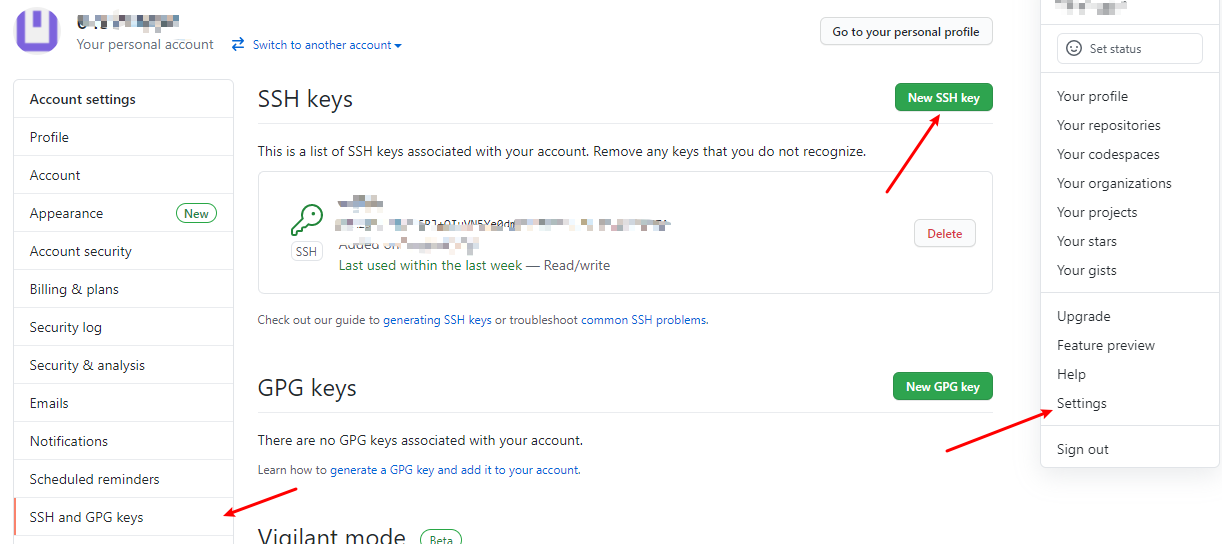 Your personal account
Switch to another account
Go to your personal profile
Account settings
Profile
Account
Appearance
New
Account security
Billing & plans
Security log
Security & analysis
Emails
Notifications
Scheduled reminders
SSH and GPG keys
SSH keys
New SSH key
This is a list of SSH keys associated with your account. Remove any keys that you do not recognize.
SSH
Added on
Last used within the last week — Read/write
Delete
Check out our guide to generating SSH keys or troubleshoot common SSH problems.
GPG keys
New GPG key
There are no GPG keys associated with your account.
Learn how to generate a GPG key and add it to your account.
Vigilant mode
Beta
Set status
Your profile
Your repositories
Your codespaces
Your organizations
Your projects
Your stars
Your gists
Upgrade
Feature preview
Help
Settings
Sign out